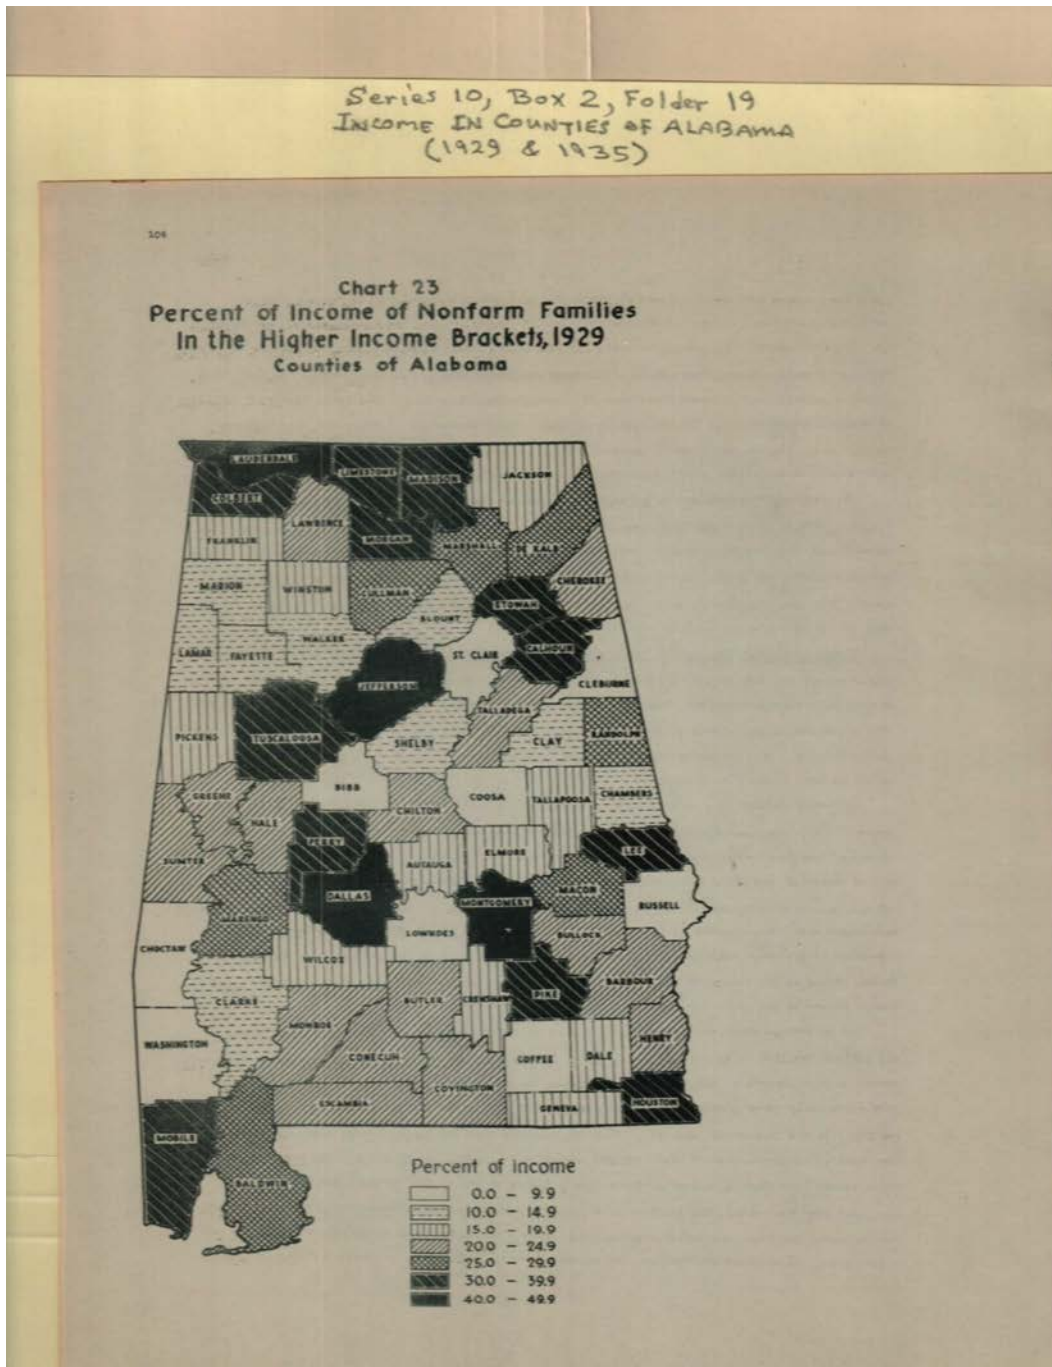 Series 10, Box 2, Folder 19
INCOME IN COUNTIES OF ALABAMA
(1929 & 1935)
Chart 23
Percent of Income of Nonfarm Families
In the Higher Income Brackets, 1929
Counties of Alabama
LAUDERDALE
LIMESTONE
MADISON
JACKSON
COLBERT
LAWRENCE
FRANKLIN
MORGAN
MARSHALL
DE KALB
MARION
WINSTON
CULLMAN
CHEROKEE
ETOWAH
BLOUNT
WALKER
LAMAR
FAYETTE
ST. CLAIR
CALHOUN
CLEBURNE
JEFFERSON
TALLADEGA
PICKENS
TUSCALOOSA
SHELBY
CLAY
RANDOLPH
BIBB
COOSA
TALLAPOOSA
CHAMBERS
GREENE
HALE
CHILTON
PERRY
SUMTER
AUTAUGA
ELMORE
LEE
DALLAS
MONTGOMERY
MACON
RUSSELL
MARENGO
LOWNDES
BULLOCK
CHOCTAW
WILCOX
CLARKE
BUTLER
CRENSHAW
PIKE
BARBOUR
MONROE
WASHINGTON
CONECUH
COFFEE
DALE
HENRY
COVINGTON
GENEVA
HOUSTON
MOBILE
BALDWIN
Percent of income
0.0 - 9.9
10.0 - 14.9
15.0 - 19.9
20.0 - 24.9
25.0 - 29.9
30.0 - 39.9
40.0 - 49.9